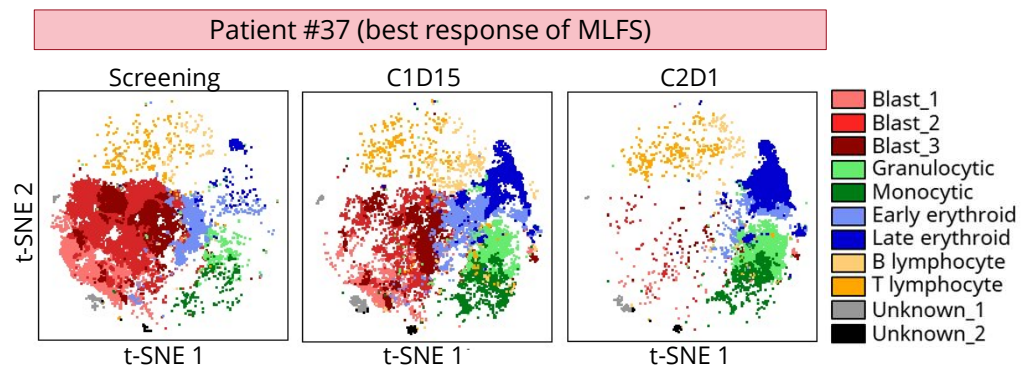 Patient #37 (best response of MLFS)
Screening
C1D15
C2D1
t-SNE 2
t-SNE 1
t-SNE 1
t-SNE 1
Blast_1
Blast_2
Blast_3
Granulocytic
Monocytic
Early erythroid
Late erythroid
B lymphocyte
T lymphocyte
Unknown_1
Unknown_2